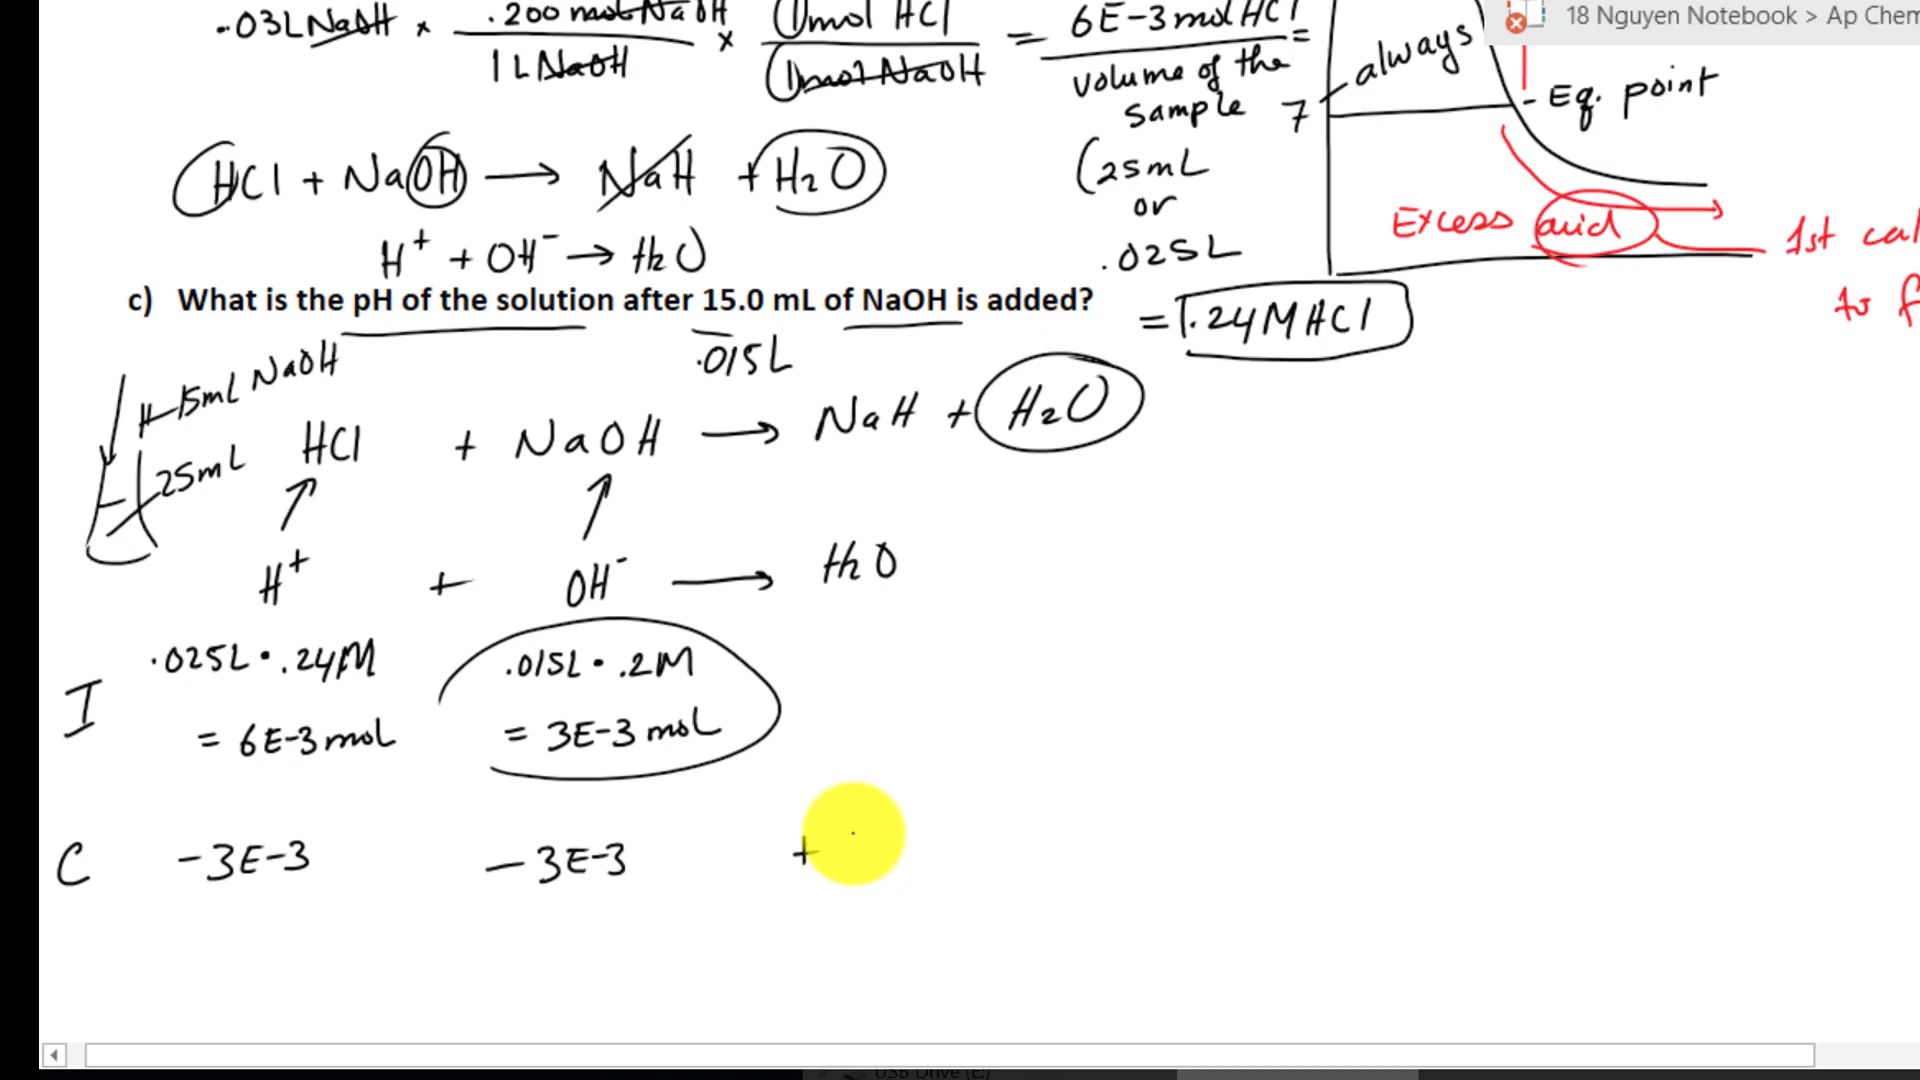 18 Nguyen Notebook > Ap Chem
.03L NaOH × .200 mol NaOH / 1L NaOH × 1mol HCl / 1mol NaOH = 6E-3 mol HCl / volume of the sample =
(25mL
or
.025L
= .24M HCl
always
7
- Eq. point
Excess acid
1st cal
to f
HCl + NaOH → NaH + H2O
H+ + OH- → H2O
c) What is the pH of the solution after 15.0 mL of NaOH is added?
.015L
15mL NaOH
25mL
HCl + NaOH → NaH + H2O
H+ + OH- → H2O
I .025L • .24M .015L • .2M
= 6E-3 mol = 3E-3 mol
C -3E-3 -3E-3 +
USB Drive (E:)